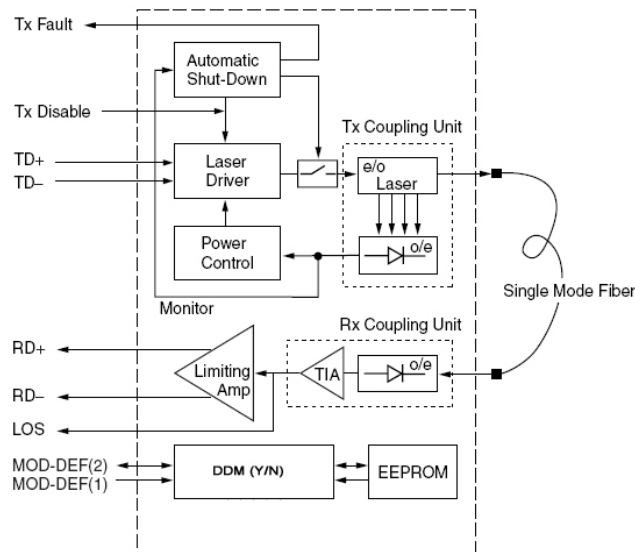 Tx Fault
Automatic
Shut-Down
Tx Disable
Tx Coupling Unit
TD+
TD–
Laser
Driver
e/o
Laser
Power
Control
o/e
Monitor
Single Mode Fiber
Rx Coupling Unit
RD+
RD–
LOS
Limiting
Amp
TIA
o/e
MOD-DEF(2)
MOD-DEF(1)
DDM (Y/N)
EEPROM